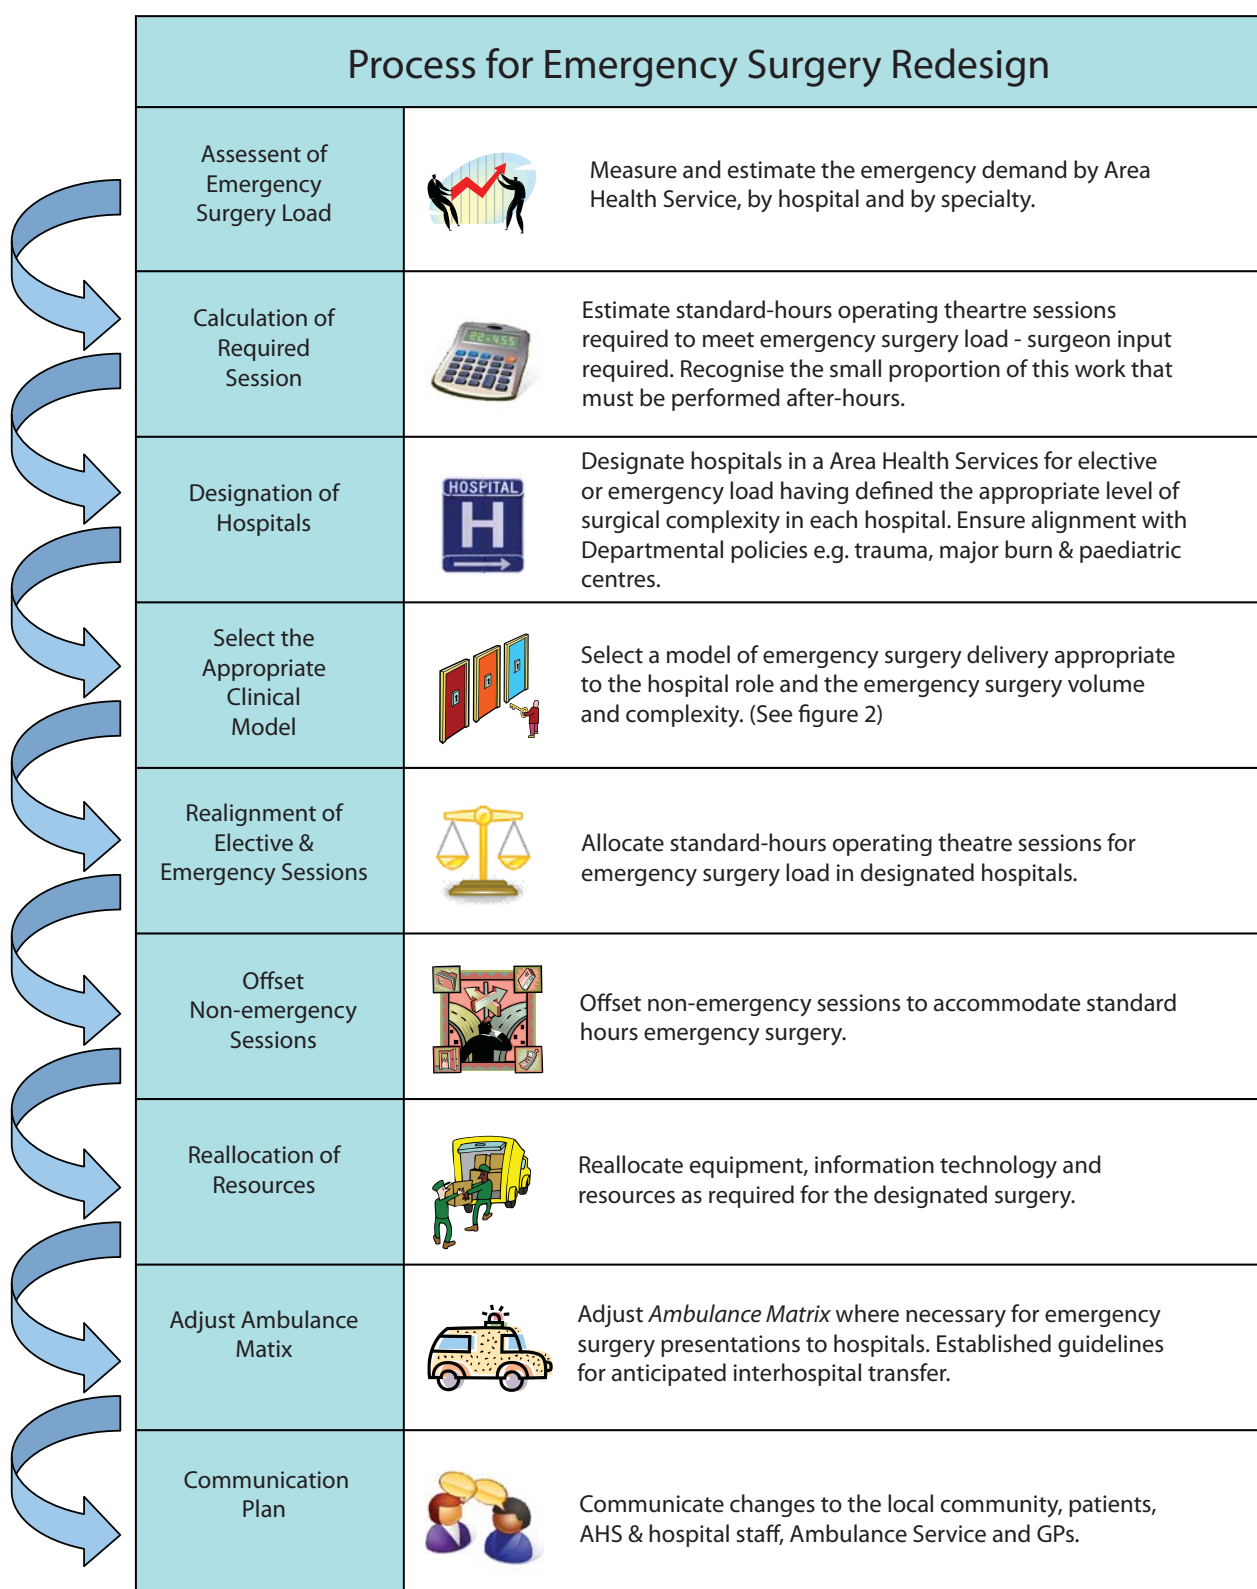 Process for Emergency Surgery Redesign
Assessent of
Emergency
Surgery Load
Measure and estimate the emergency demand by Area
Health Service, by hospital and by specialty.
Calculation of
Required
Session
Estimate standard-hours operating theartre sessions
required to meet emergency surgery load - surgeon input
required. Recognise the small proportion of this work that
must be performed after-hours.
Designation of
Hospitals
HOSPITAL
H
Designate hospitals in a Area Health Services for elective
or emergency load having defined the appropriate level of
surgical complexity in each hospital. Ensure alignment with
Departmental policies e.g. trauma, major burn & paediatric
centres.
Select the
Appropriate
Clinical
Model
Select a model of emergency surgery delivery appropriate
to the hospital role and the emergency surgery volume
and complexity. (See figure 2)
Realignment of
Elective &
Emergency Sessions
Allocate standard-hours operating theatre sessions for
emergency surgery load in designated hospitals.
Offset
Non-emergency
Sessions
Offset non-emergency sessions to accommodate standard
hours emergency surgery.
Reallocation of
Resources
Reallocate equipment, information technology and
resources as required for the designated surgery.
Adjust Ambulance
Matix
Adjust Ambulance Matrix where necessary for emergency
surgery presentations to hospitals. Established guidelines
for anticipated interhospital transfer.
Communication
Plan
Communicate changes to the local community, patients,
AHS & hospital staff, Ambulance Service and GPs.